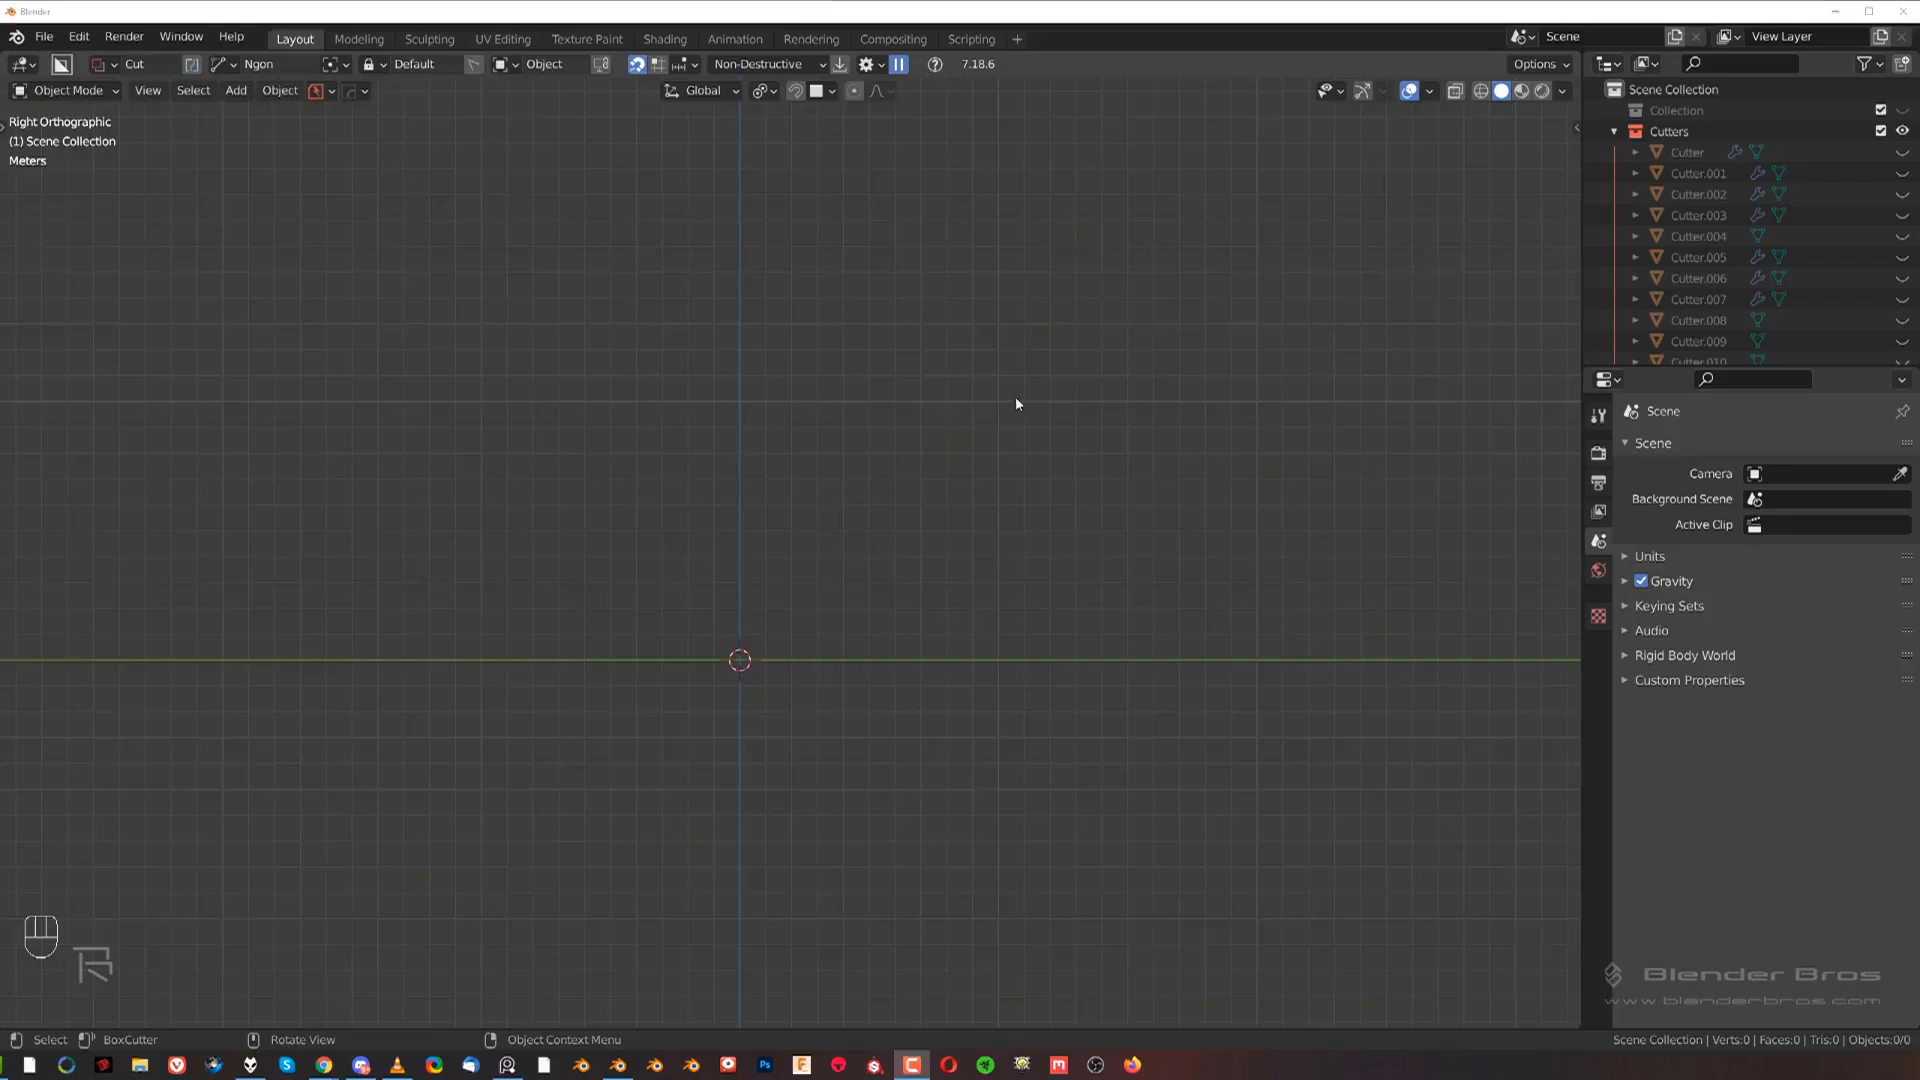 Blender
File Edit Render Window Help Layout Modeling Sculpting UV Editing Texture Paint Shading Animation Rendering Compositing Scripting + Scene View Layer
Cut Ngon Default Object Non-Destructive 7.18.6 Options
Object Mode View Select Add Object Global
Right Orthographic
(1) Scene Collection
Meters
Scene Collection
Collection
Cutters
Cutter
Cutter.001
Cutter.002
Cutter.003
Cutter.004
Cutter.005
Cutter.006
Cutter.007
Cutter.008
Cutter.009
Cutter.010
Scene
Scene
Camera
Background Scene
Active Clip
Units
Gravity
Keying Sets
Audio
Rigid Body World
Custom Properties
Blender Bros
www.blenderbros.com
Select BoxCutter Rotate View Object Context Menu Scene Collection | Verts:0 | Faces:0 | Tris:0 | Objects:0/0